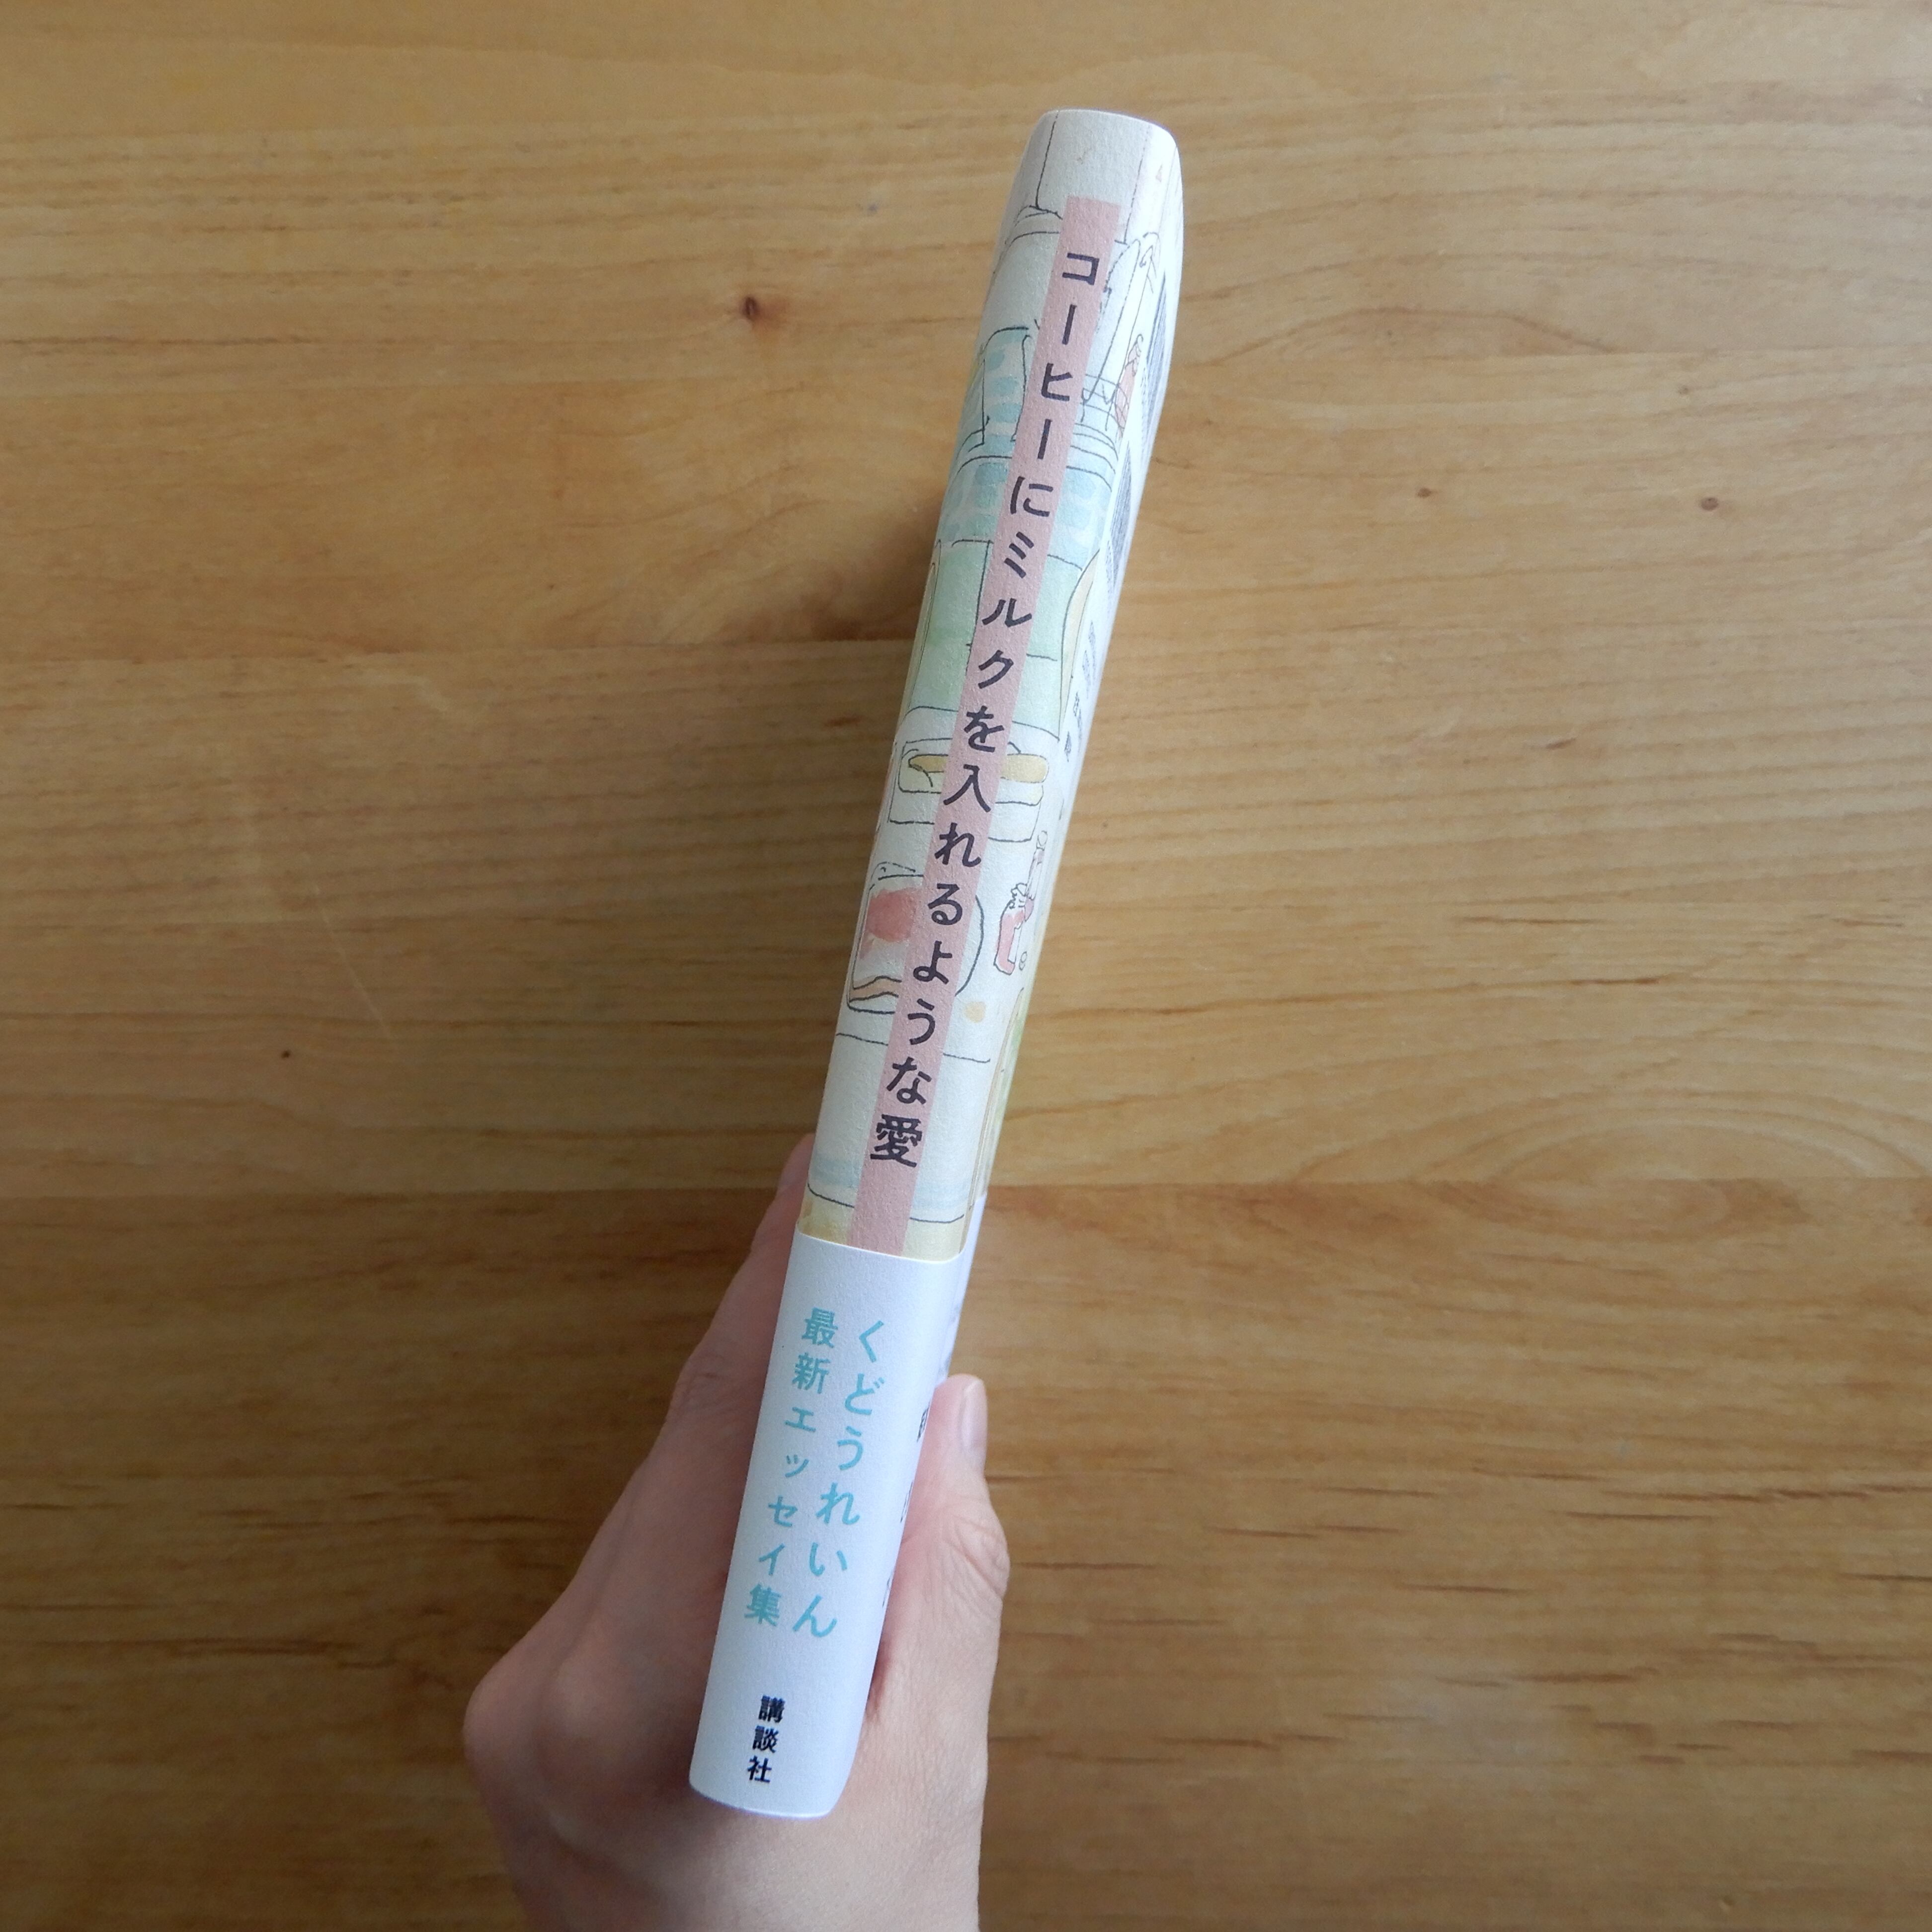 コーヒーにミルクを入れるような愛
くどうれいん
最新エッセイ集
講談社